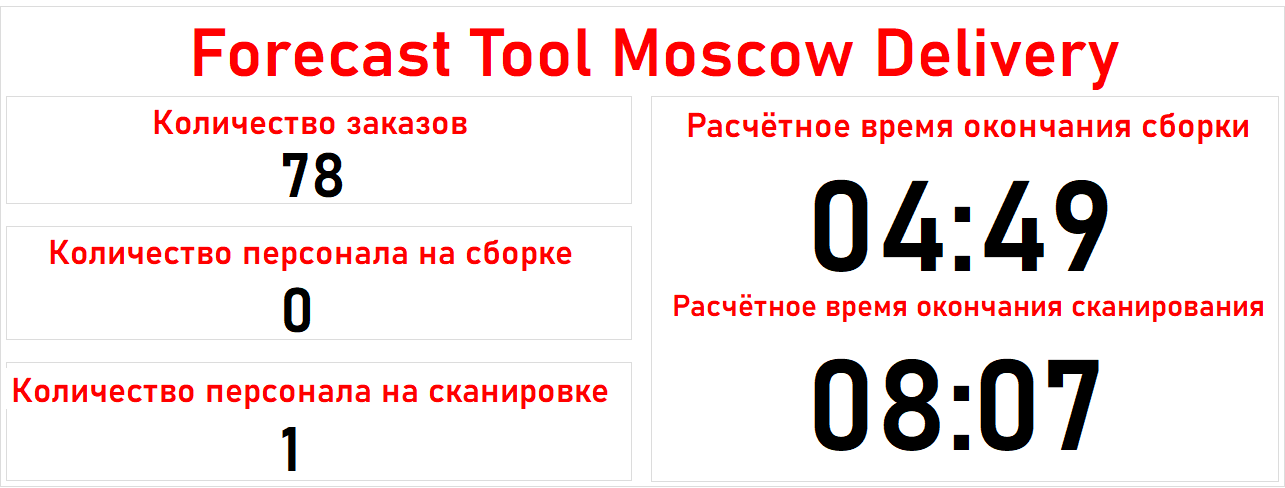 Forecast Tool Moscow Delivery
Количество заказов
78
Количество персонала на сборке
0
Количество персонала на сканировке
1
Расчётное время окончания сборки
04:49
Расчётное время окончания сканирования
08:07